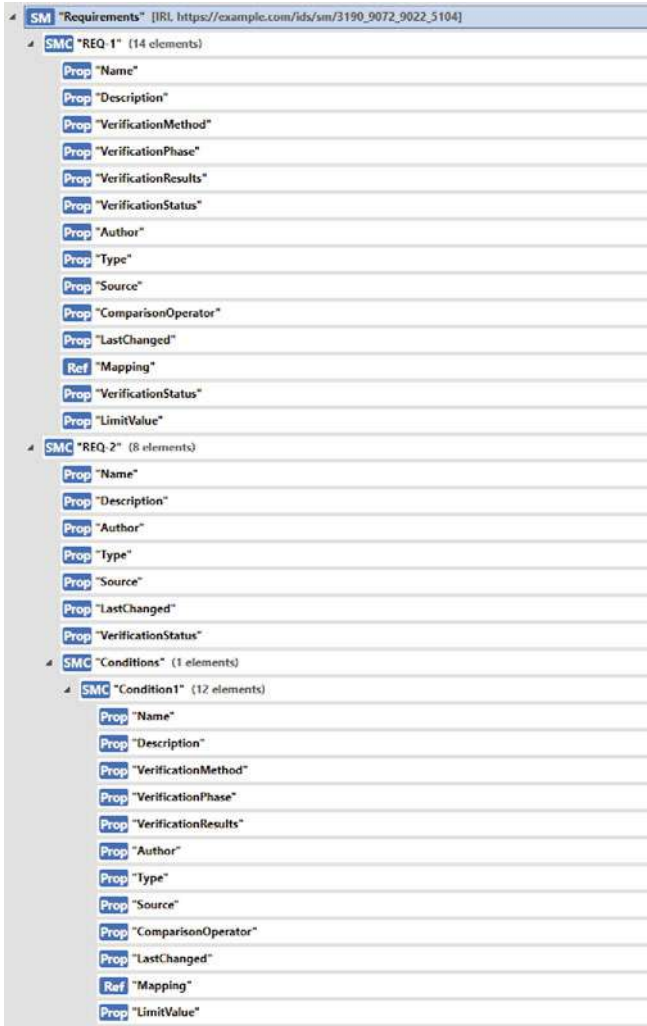 SM "Requirements" [IRI, https://example.com/ids/sm/3190_9072_9022_5104]
SMC "REQ-1" (14 elements)
Prop "Name"
Prop "Description"
Prop "VerificationMethod"
Prop "VerificationPhase"
Prop "VerificationResults"
Prop "VerificationStatus"
Prop "Author"
Prop "Type"
Prop "Source"
Prop "ComparisonOperator"
Prop "LastChanged"
Ref "Mapping"
Prop "VerificationStatus"
Prop "LimitValue"
SMC "REQ-2" (8 elements)
Prop "Name"
Prop "Description"
Prop "Author"
Prop "Type"
Prop "Source"
Prop "LastChanged"
Prop "VerificationStatus"
SMC "Conditions" (1 elements)
SMC "Condition1" (12 elements)
Prop "Name"
Prop "Description"
Prop "VerificationMethod"
Prop "VerificationPhase"
Prop "VerificationResults"
Prop "Author"
Prop "Type"
Prop "Source"
Prop "ComparisonOperator"
Prop "LastChanged"
Ref "Mapping"
Prop "LimitValue"